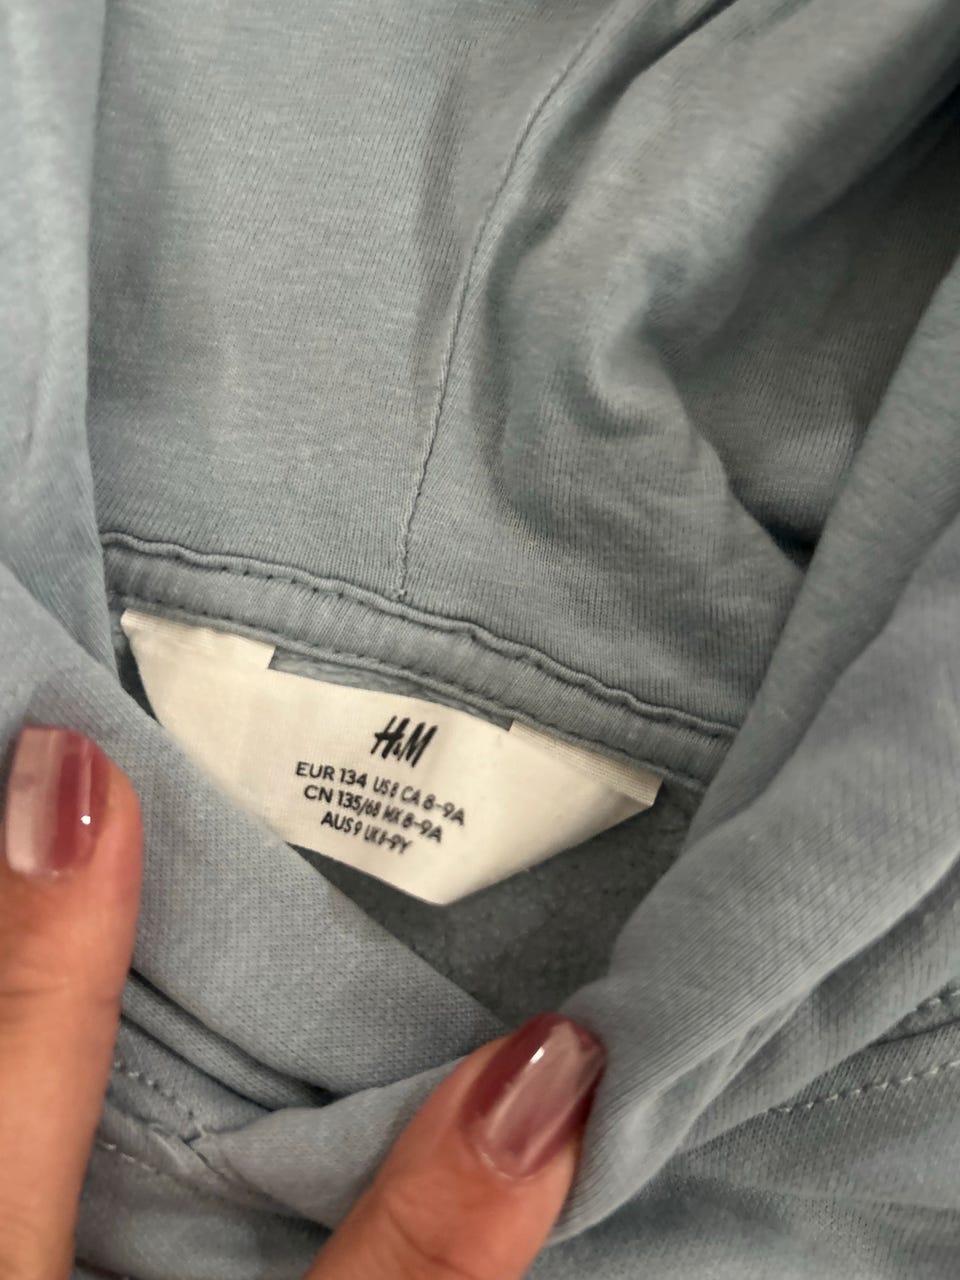 H&M
EUR 134 US 8 CA 8-9A
CN 135/68 MX 8-9A
AUS 9 UK 8-9Y